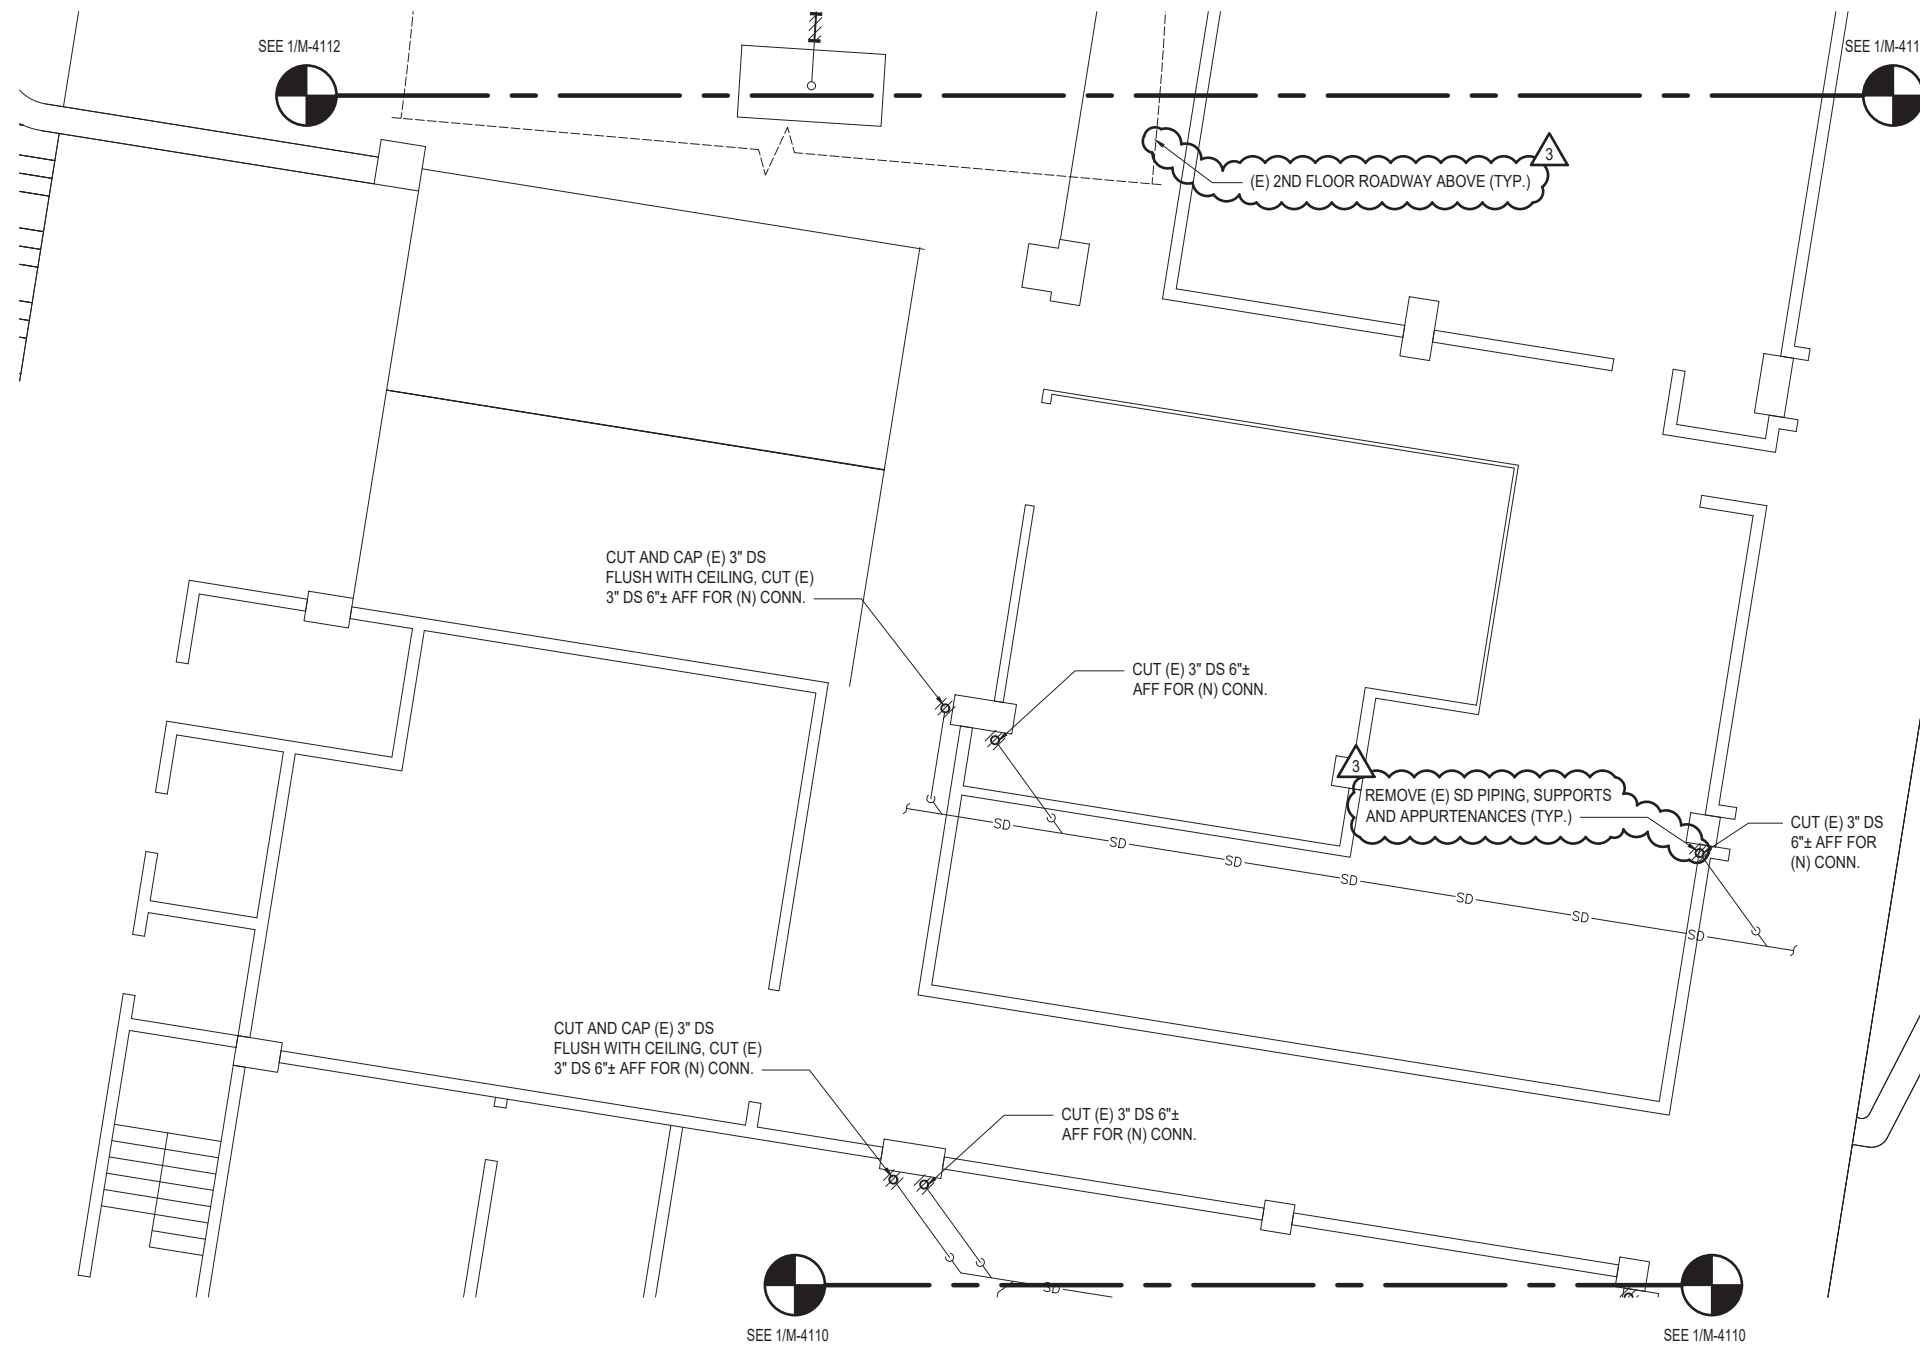 SEE 1/M-4112
SEE 1/M-411
3
(E) 2ND FLOOR ROADWAY ABOVE (TYP.)
CUT AND CAP (E) 3" DS
FLUSH WITH CEILING, CUT (E)
3" DS 6"± AFF FOR (N) CONN.
CUT (E) 3" DS 6"±
AFF FOR (N) CONN.
3
REMOVE (E) SD PIPING, SUPPORTS
AND APPURTENANCES (TYP.)
CUT (E) 3" DS
6"± AFF FOR
(N) CONN.
SD
SD
SD
SD
SD
SD
SD
CUT AND CAP (E) 3" DS
FLUSH WITH CEILING, CUT (E)
3" DS 6"± AFF FOR (N) CONN.
CUT (E) 3" DS 6"±
AFF FOR (N) CONN.
SD
SEE 1/M-4110
SEE 1/M-4110